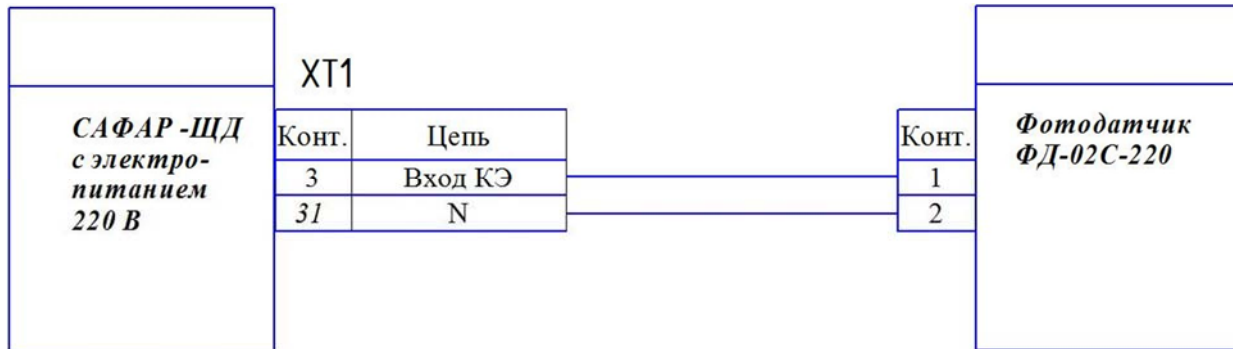 САФАР -ЩД
с электро-
питанием
220 В
XT1
Конт. Цепь
3 Вход КЭ
31 N
Конт.
1
2
Фотодатчик
ФД-02С-220